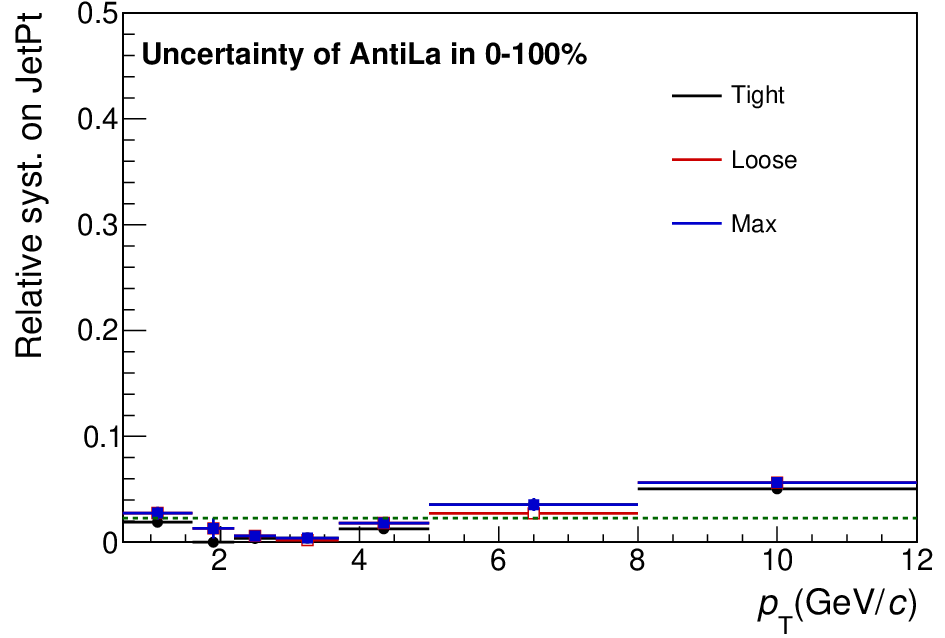 Relative syst. on JetPt
0.5
0.4
0.3
0.2
0.1
0
Uncertainty of AntiLa in 0-100%
Tight
Loose
Max
2 4 6 8 10 12
pT(GeV/c)